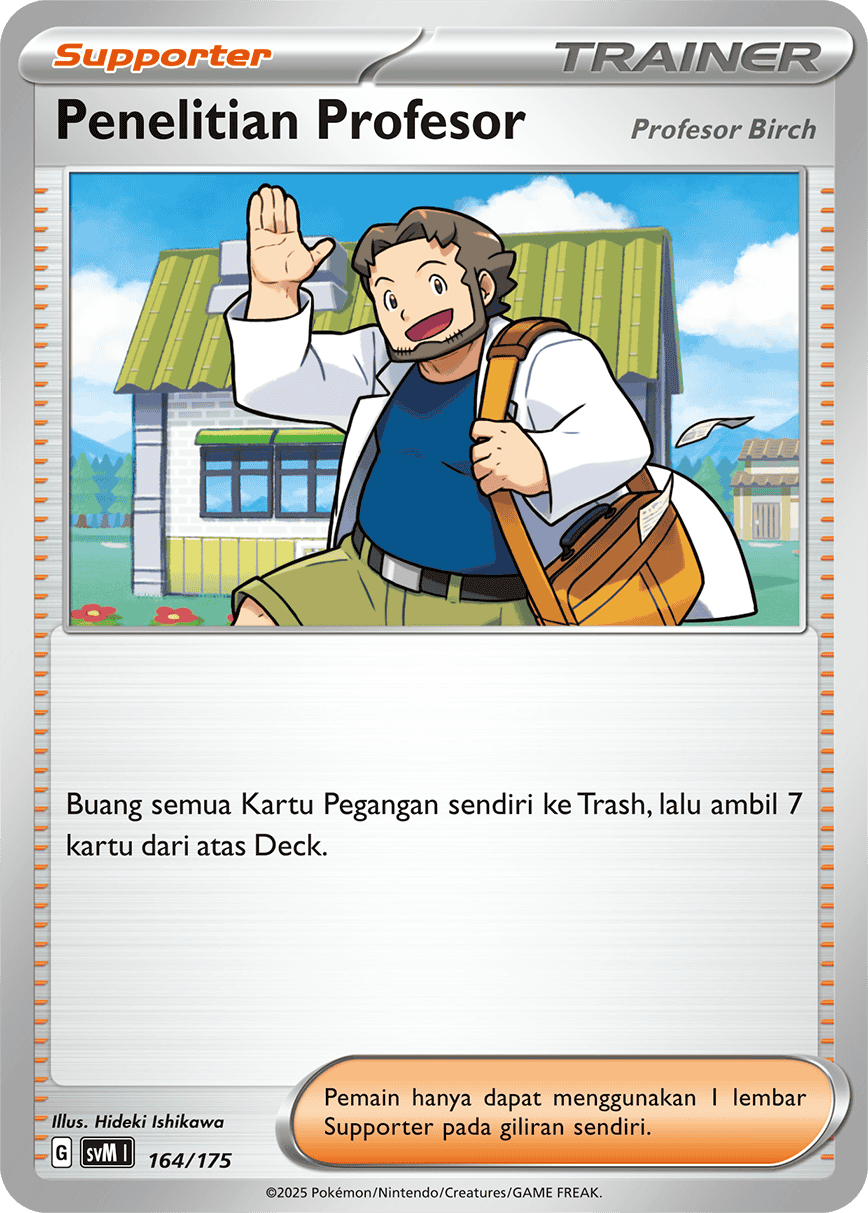 Supporter
TRAINER
Penelitian Profesor
Profesor Birch
Buang semua Kartu Pegangan sendiri ke Trash, lalu ambil 7
kartu dari atas Deck.
Illus. Hideki Ishikawa
Pemain hanya dapat menggunakan 1 lembar
Supporter pada giliran sendiri.
G svM I 164/175
©2025 Pokémon/Nintendo/Creatures/GAME FREAK.